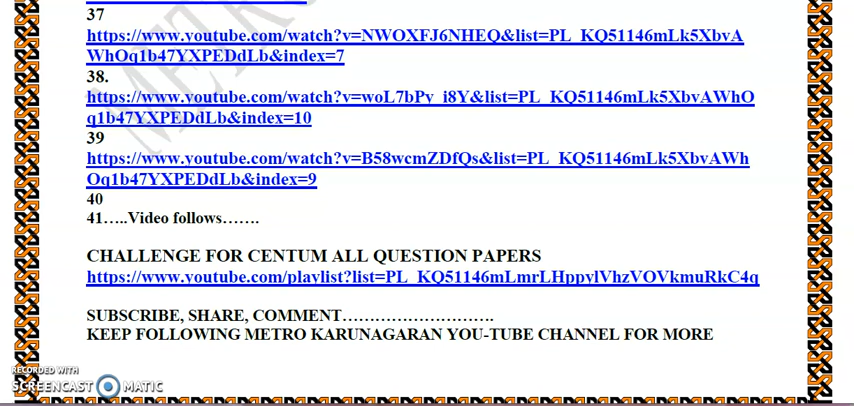 37
https://www.youtube.com/watch?v=NWOXFJ6NHEQ&list=PL_KQ51146mLk5XbvA
WhOq1b47YXPEDdLb&index=7
38.
https://www.youtube.com/watch?v=woL7bPy_i8Y&list=PL_KQ51146mLk5XbvAWhO
q1b47YXPEDdLb&index=10
39
https://www.youtube.com/watch?v=B58wcmZDfQs&list=PL_KQ51146mLk5XbvAWh
Oq1b47YXPEDdLb&index=9
40
41…..Video follows…….
CHALLENGE FOR CENTUM ALL QUESTION PAPERS
https://www.youtube.com/playlist?list=PL_KQ51146mLmrLHppylVhzVOVkmuRkC4q
SUBSCRIBE, SHARE, COMMENT……………………….
KEEP FOLLOWING METRO KARUNAGARAN YOU-TUBE CHANNEL FOR MORE
RECORDED WITH
SCREENCAST MATIC